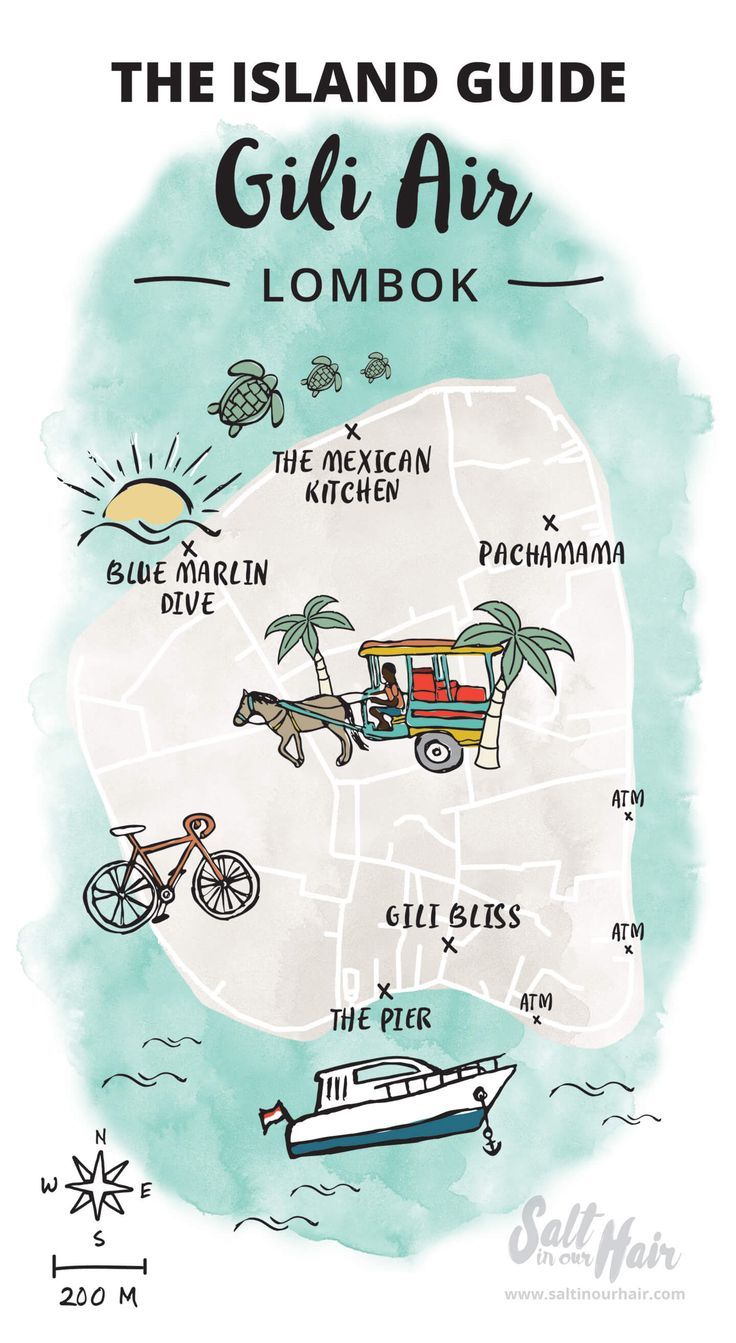 THE ISLAND GUIDE
Gili Air
LOMBOK
THE MEXICAN
KITCHEN
PACHAMAMA
BLUE MARLIN
DIVE
ATM
GILI BLISS
ATM
THE PIER
ATM
N
W E
S
200 M
Salt
in our Hair
www.saltinourhair.com